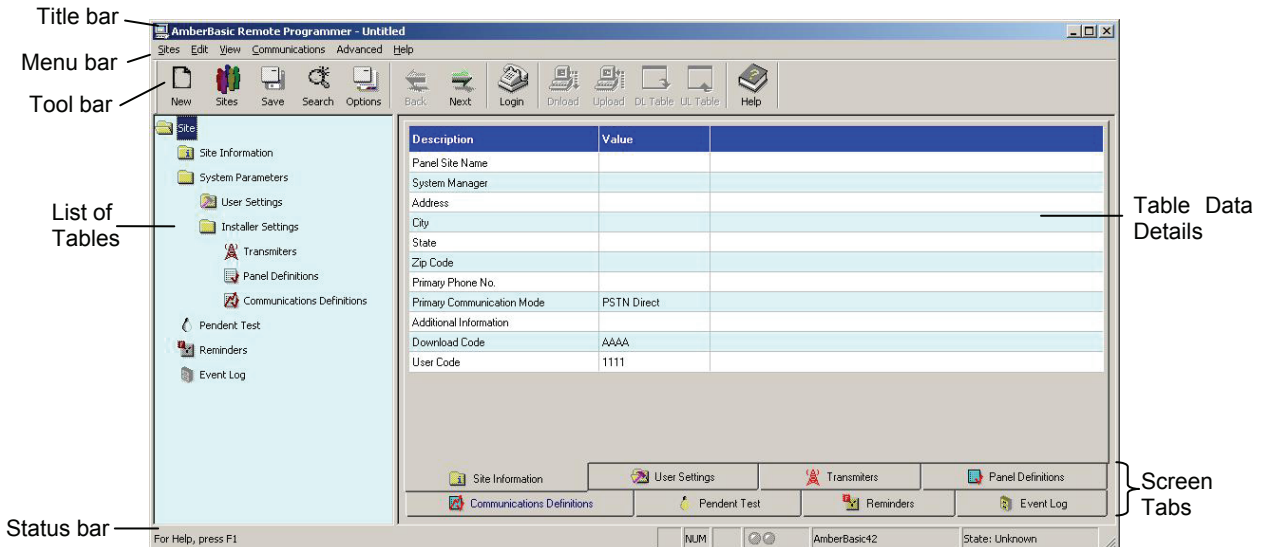 Title bar
AmberBasic Remote Programmer - Untitled
Menu bar
Sites Edit View Communications Advanced Help
Tool bar
New Sites Save Search Options Back Next Login Dnload Upload DL Table UL Table Help
List of
Tables
Site
Site Information
System Parameters
User Settings
Installer Settings
Transmiters
Panel Definitions
Communications Definitions
Pendent Test
Reminders
Event Log
Description Value
Panel Site Name
System Manager
Address
City
State
Zip Code
Primary Phone No.
Primary Communication Mode PSTN Direct
Additional Information
Download Code AAAA
User Code 1111
Table Data
Details
Site Information User Settings Transmiters Panel Definitions
Communications Definitions Pendent Test Reminders Event Log
Screen
Tabs
Status bar
For Help, press F1 NUM AmberBasic42 State: Unknown